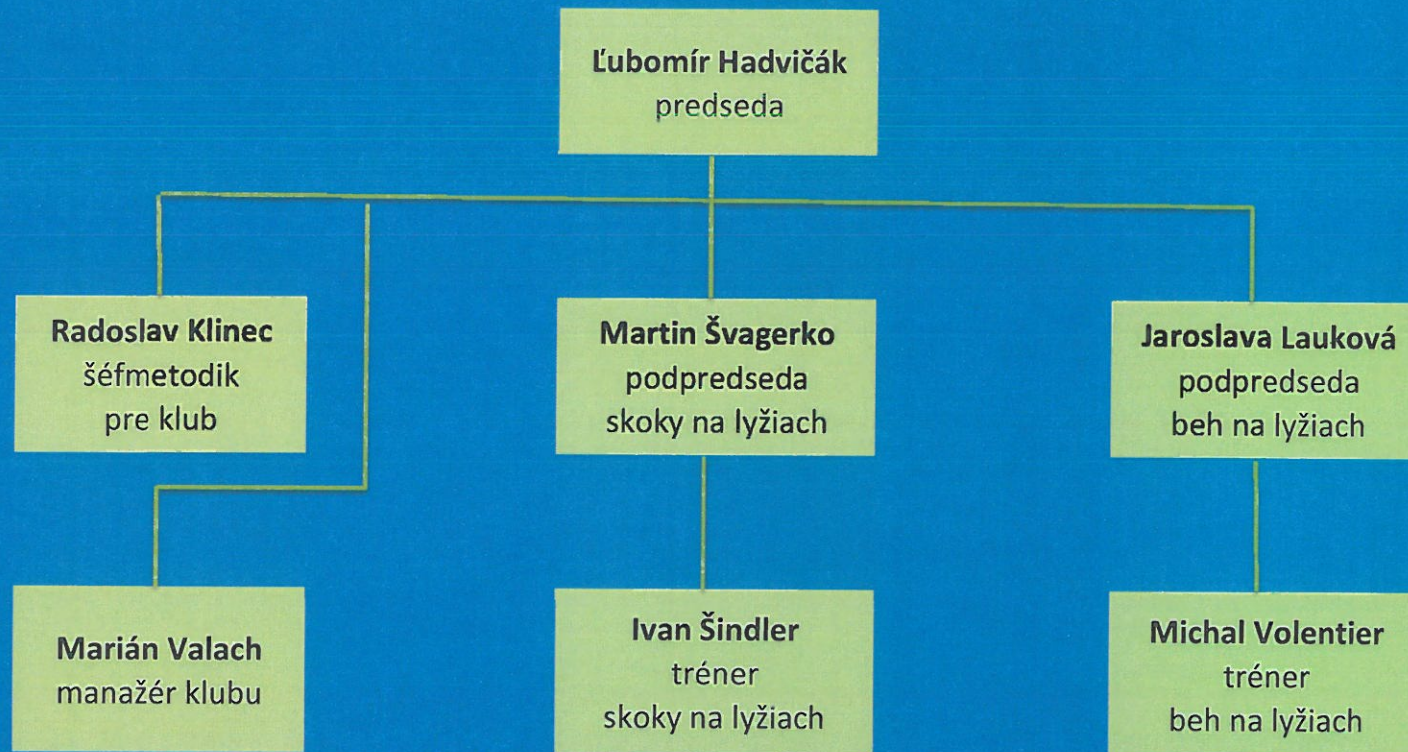 Ľubomír Hadvičák
predseda
Radoslav Klinec
šéfmetodik
pre klub
Martin Švagerko
podpredseda
skoky na lyžiach
Jaroslava Lauková
podpredseda
beh na lyžiach
Marián Valach
manažér klubu
Ivan Šindler
tréner
skoky na lyžiach
Michal Volentier
tréner
beh na lyžiach